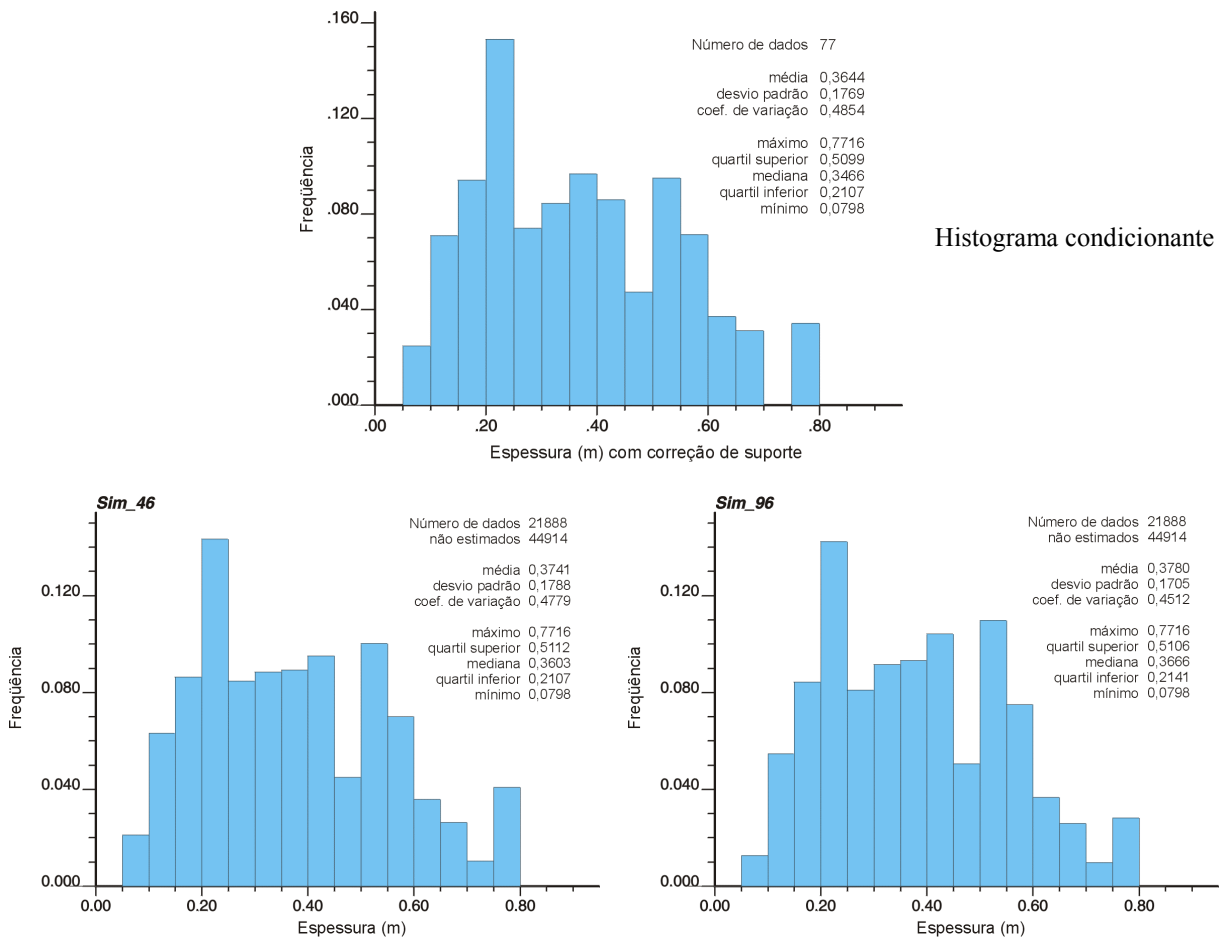 .160
.120
.080
.040
.000
Freqüência
.00 .20 .40 .60 .80
Espessura (m) com correção de suporte
Número de dados 77
média 0,3644
desvio padrão 0,1769
coef. de variação 0,4854
máximo 0,7716
quartil superior 0,5099
mediana 0,3466
quartil inferior 0,2107
mínimo 0,0798
Histograma condicionante
Sim_46
Número de dados 21888
não estimados 44914
média 0,3741
desvio padrão 0,1788
coef. de variação 0,4779
máximo 0,7716
quartil superior 0,5112
mediana 0,3603
quartil inferior 0,2107
mínimo 0,0798
0.120
0.080
0.040
0.000
Freqüência
0.00 0.20 0.40 0.60 0.80
Espessura (m)
Sim_96
Número de dados 21888
não estimados 44914
média 0,3780
desvio padrão 0,1705
coef. de variação 0,4512
máximo 0,7716
quartil superior 0,5106
mediana 0,3666
quartil inferior 0,2141
mínimo 0,0798
0.120
0.080
0.040
0.000
Freqüência
0.00 0.20 0.40 0.60 0.80
Espessura (m)